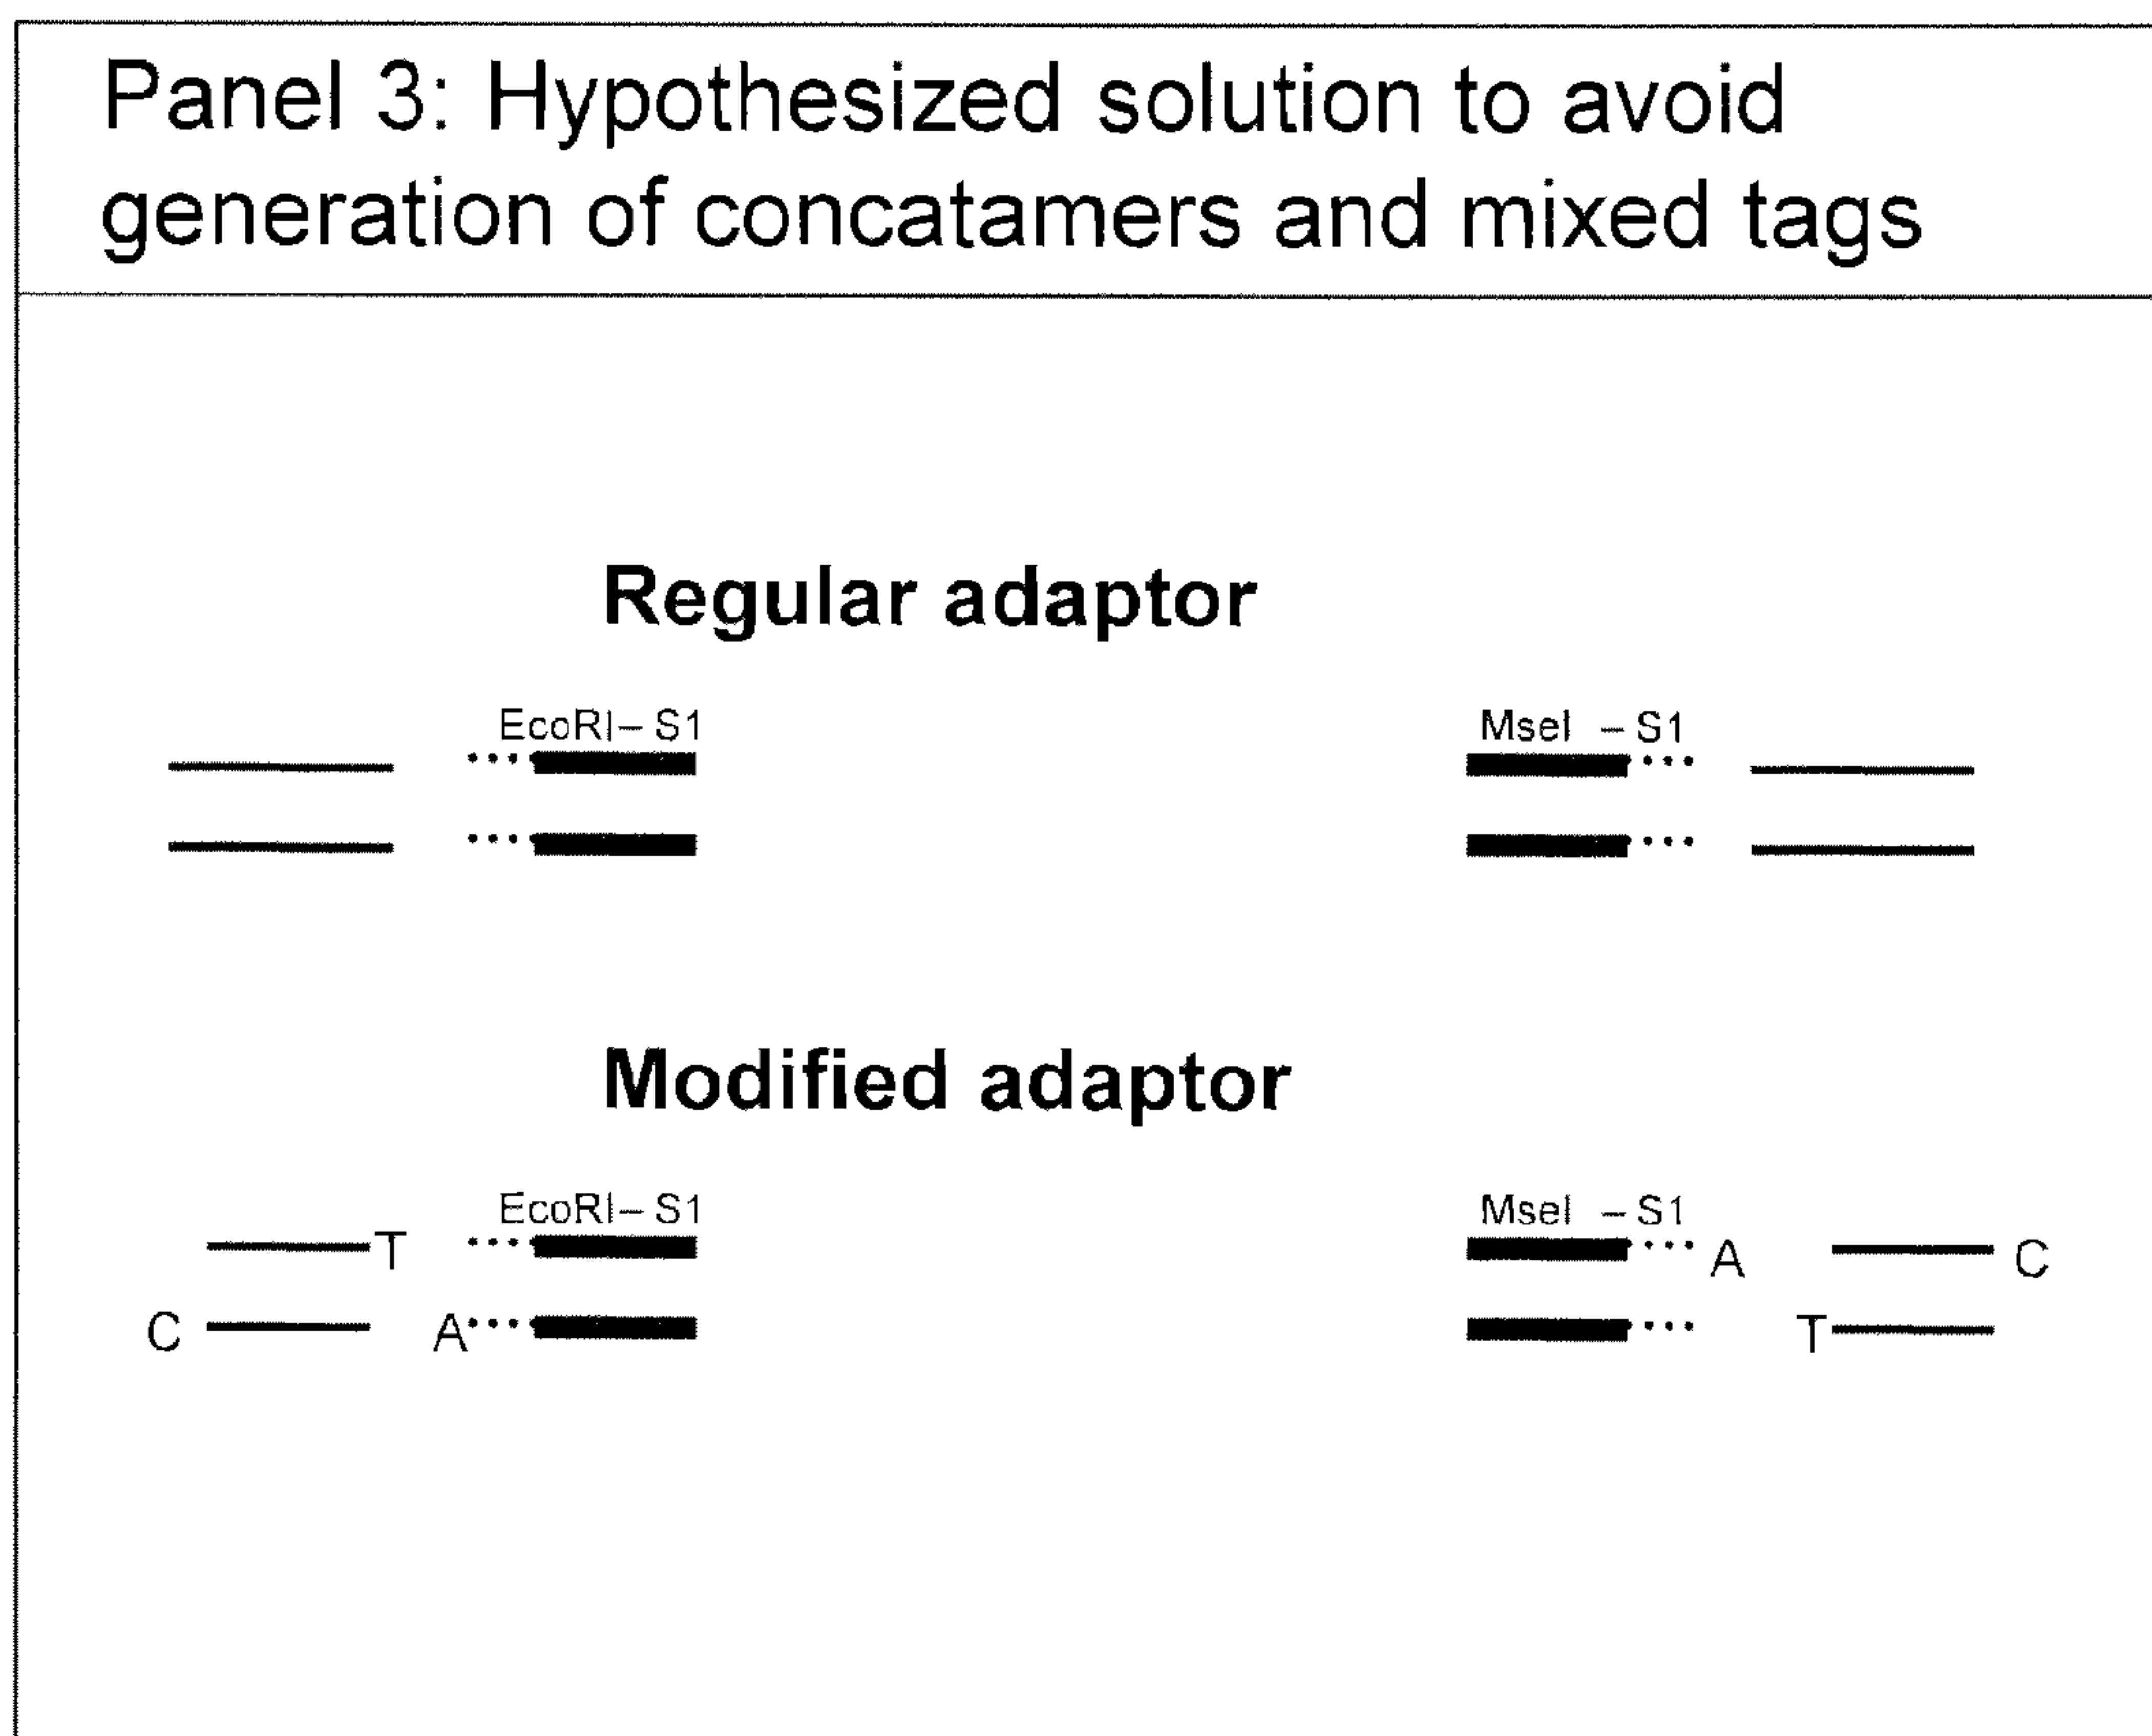 Panel 3: Hypothesized solution to avoid
generation of concatamers and mixed tags
Regular adaptor
EcoRI – S1
MseI – S1
Modified adaptor
EcoRI – S1
MseI – S1
T
A
C
C
A
T